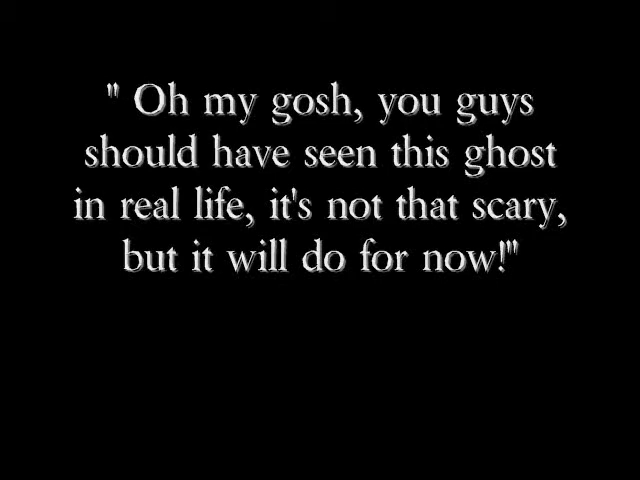 " Oh my gosh, you guys
should have seen this ghost
in real life, it's not that scary,
but it will do for now!"